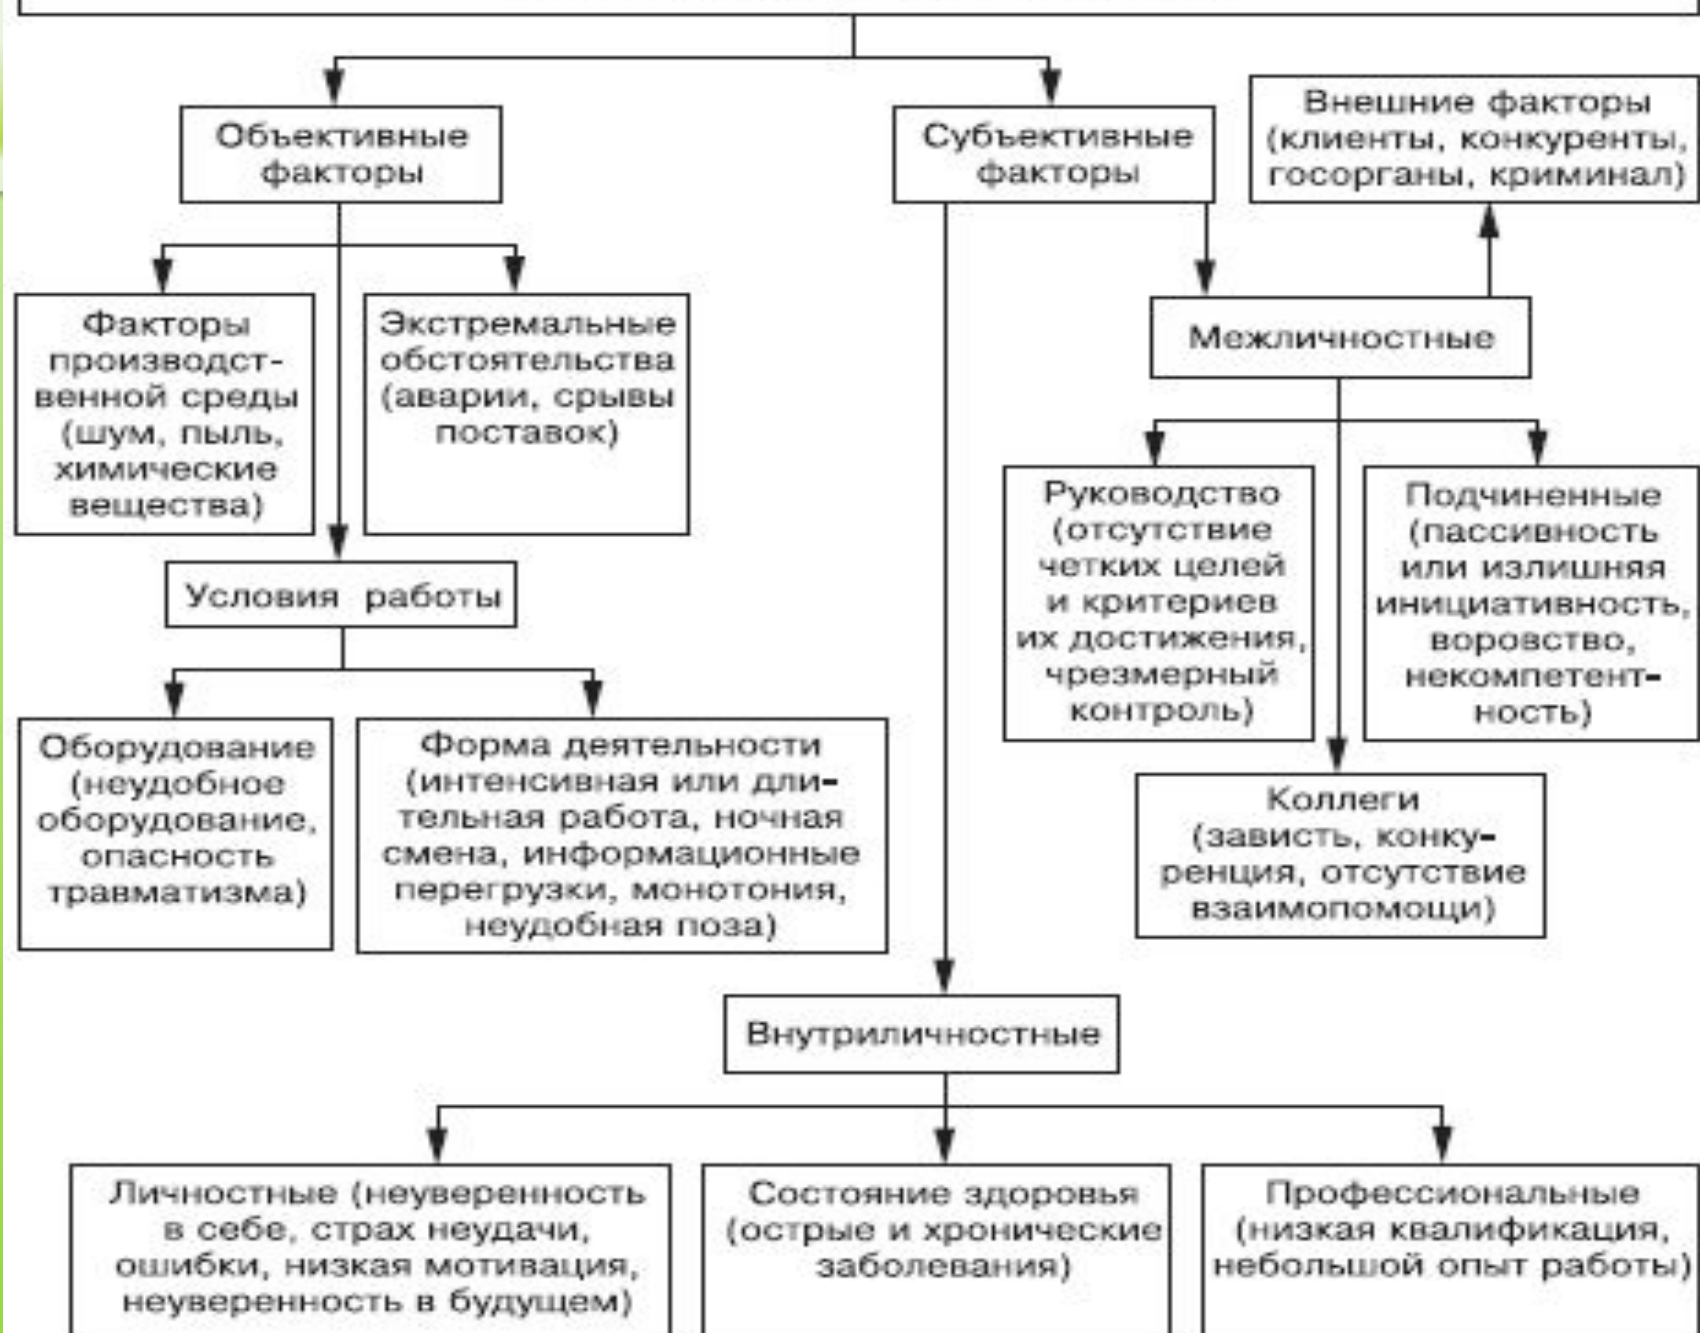 Объективные
факторы
Субъективные
факторы
Внешние факторы
(клиенты, конкуренты,
госорганы, криминал)
Факторы
производст-
венной среды
(шум, пыль,
химические
вещества)
Экстремальные
обстоятельства
(аварии, срывы
поставок)
Межличностные
Условия работы
Руководство
(отсутствие
четких целей
и критериев
их достижения,
чрезмерный
контроль)
Подчиненные
(пассивность
или излишняя
инициативность,
воровство,
некомпетент-
ность)
Оборудование
(неудобное
оборудование,
опасность
травматизма)
Форма деятельности
(интенсивная или дли-
тельная работа, ночная
смена, информационные
перегрузки, монотония,
неудобная поза)
Коллеги
(зависть, конку-
ренция, отсутствие
взаимопомощи)
Внутриличностные
Личностные (неуверенность
в себе, страх неудачи,
ошибки, низкая мотивация,
неуверенность в будущем)
Состояние здоровья
(острые и хронические
заболевания)
Профессиональные
(низкая квалификация,
небольшой опыт работы)